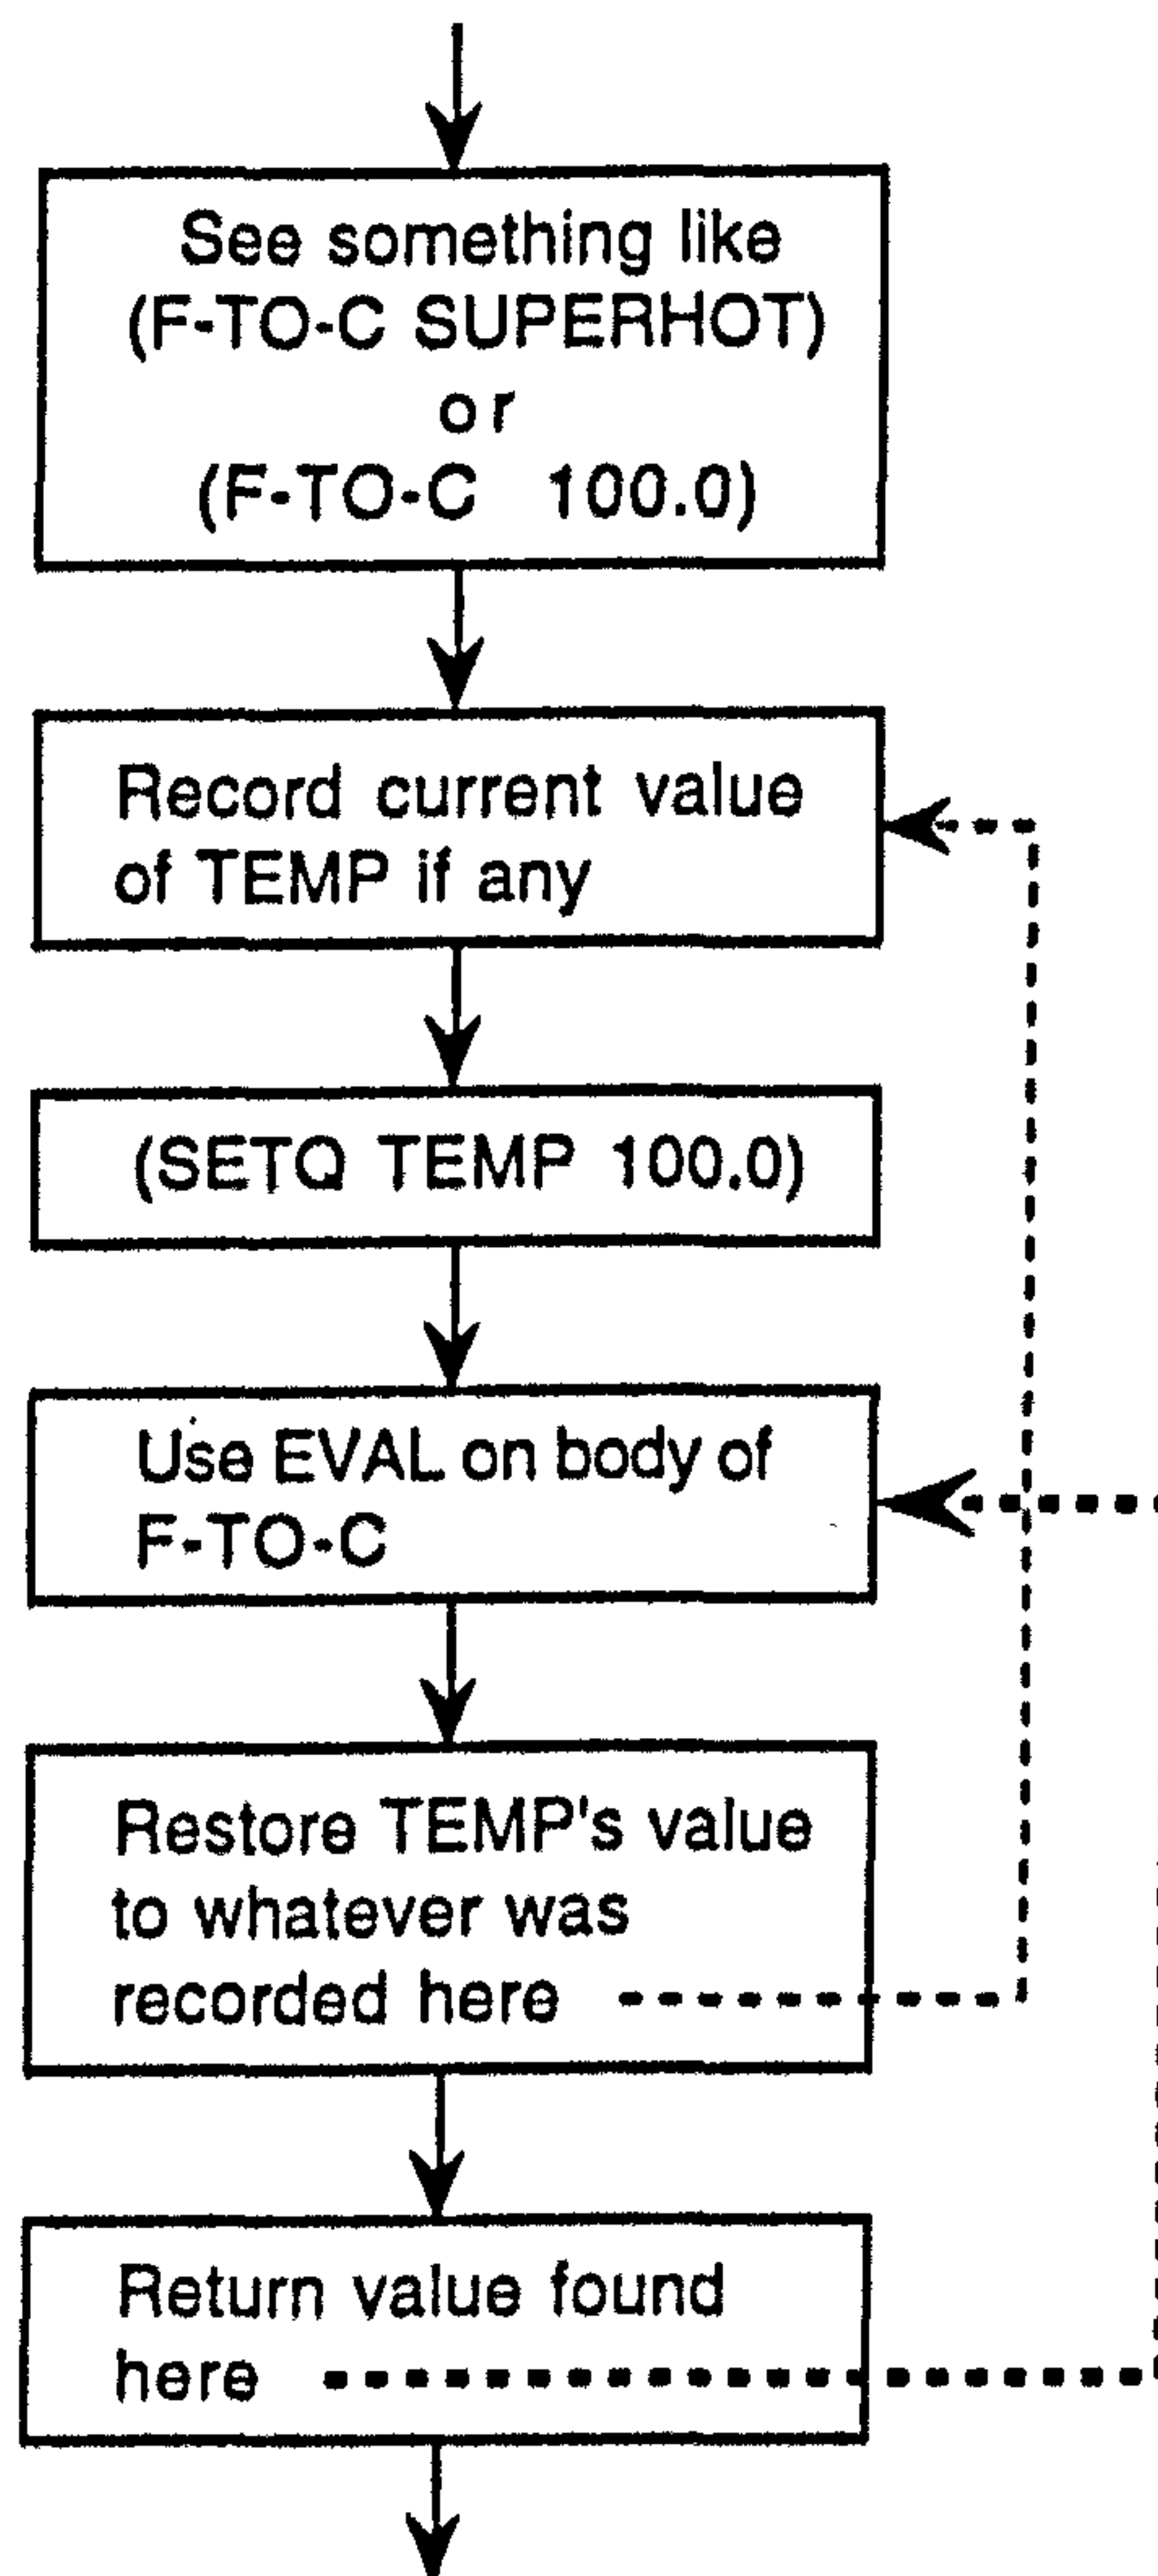 See something like
(F-TO-C SUPERHOT)
or
(F-TO-C 100.0)
Record current value
of TEMP if any
(SETQ TEMP 100.0)
Use EVAL on body of
F-TO-C
Restore TEMP's value
to whatever was
recorded here
Return value found
here